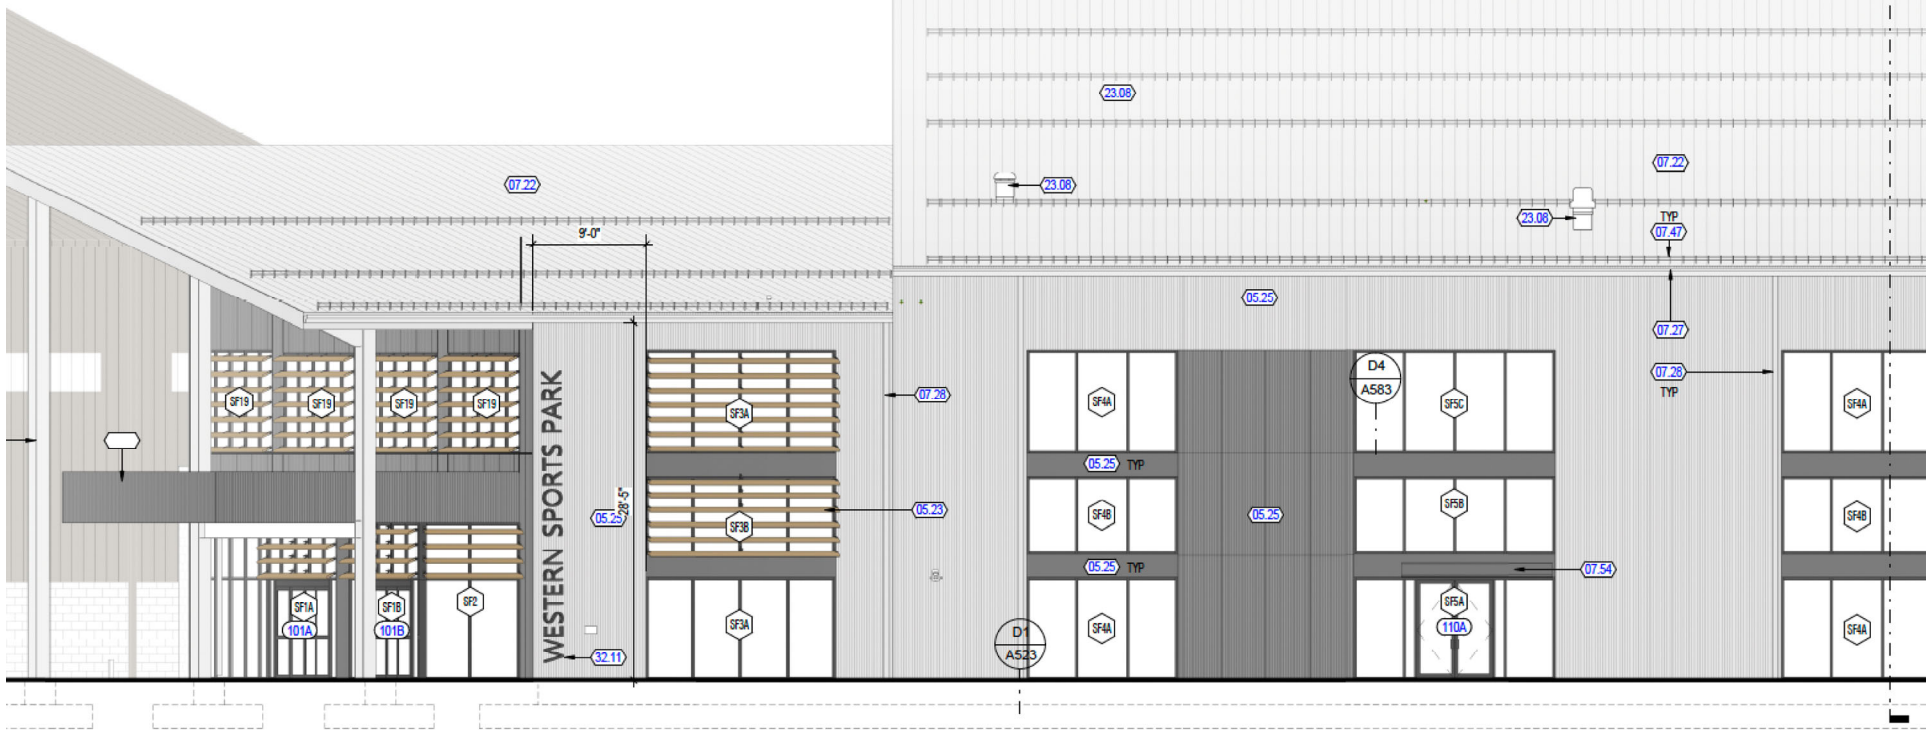 23.08
07.22
07.22
23.08
23.08
TYP
07.47
9'-0"
05.25
07.27
07.28
TYP
D4
A583
SF19
SF19
SF19
SF19
SF3A
07.28
SF4A
SF5C
SF4A
WESTERN SPORTS PARK
05.25 TYP
28'-5"
05.25
SF3B
05.23
SF4B
05.25
SF5B
SF4B
05.25 TYP
07.54
SF1A
101A
SF1B
101B
SF2
SF3A
SF4A
SF5A
110A
SF4A
D1
A523
32.11